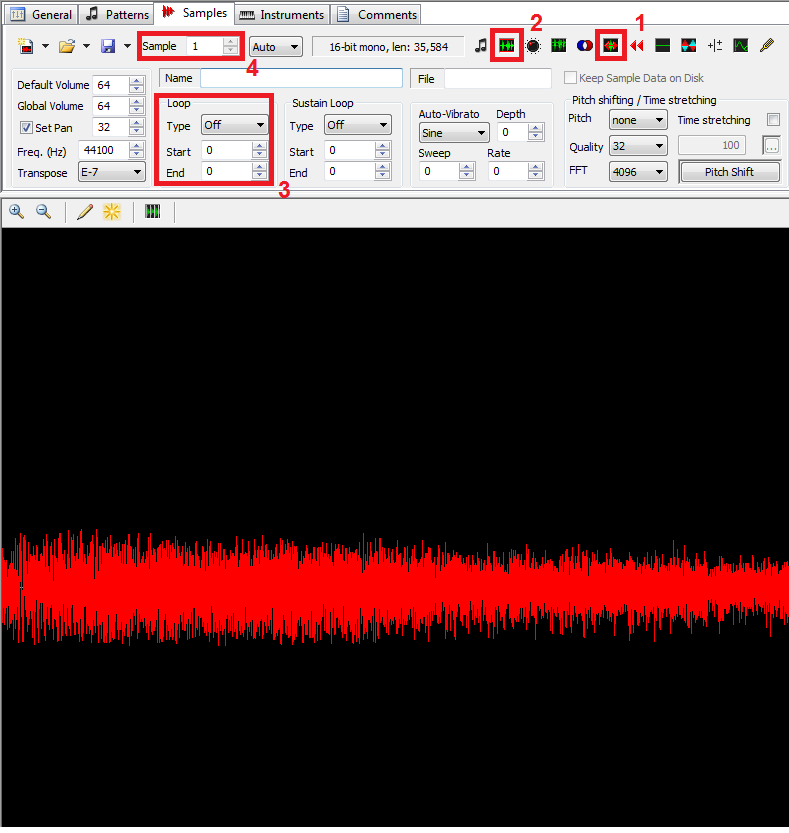 General Patterns Samples Instruments Comments
1
2
Sample 1 Auto 16-bit mono, len: 35,584
4
Name File Keep Sample Data on Disk
Default Volume 64
Global Volume 64
Set Pan 32
Freq. (Hz) 44100
Transpose E-7
Loop
Type Off
Start 0
End 0
3
Sustain Loop
Type Off
Start 0
End 0
Auto-Vibrato Depth
Sine 0
Sweep Rate
0 0
Pitch shifting / Time stretching
Pitch none Time stretching
Quality 32 100 ...
FFT 4096 Pitch Shift